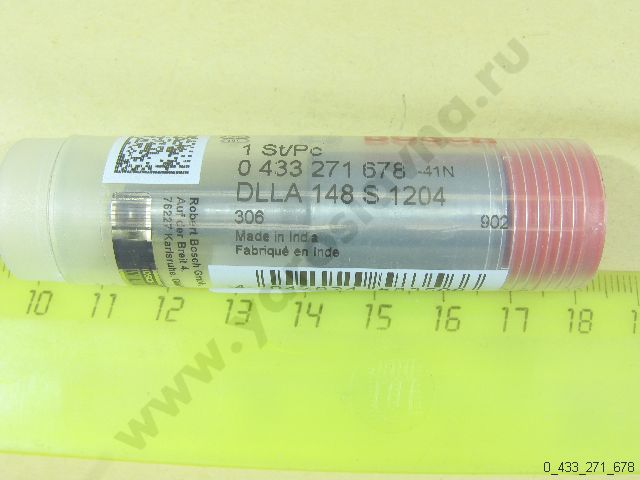 BOSCH
1 St/Pc
0 433 271 678 -41N
DLLA 148 S 1204
306
902
Made in India
Fabriqué en Inde
Robert Bosch GmbH
Auf der Breit 4,
76227 Karlsruhe
10 11 12 13 14 15 16 17 18 19
0_433_271_678